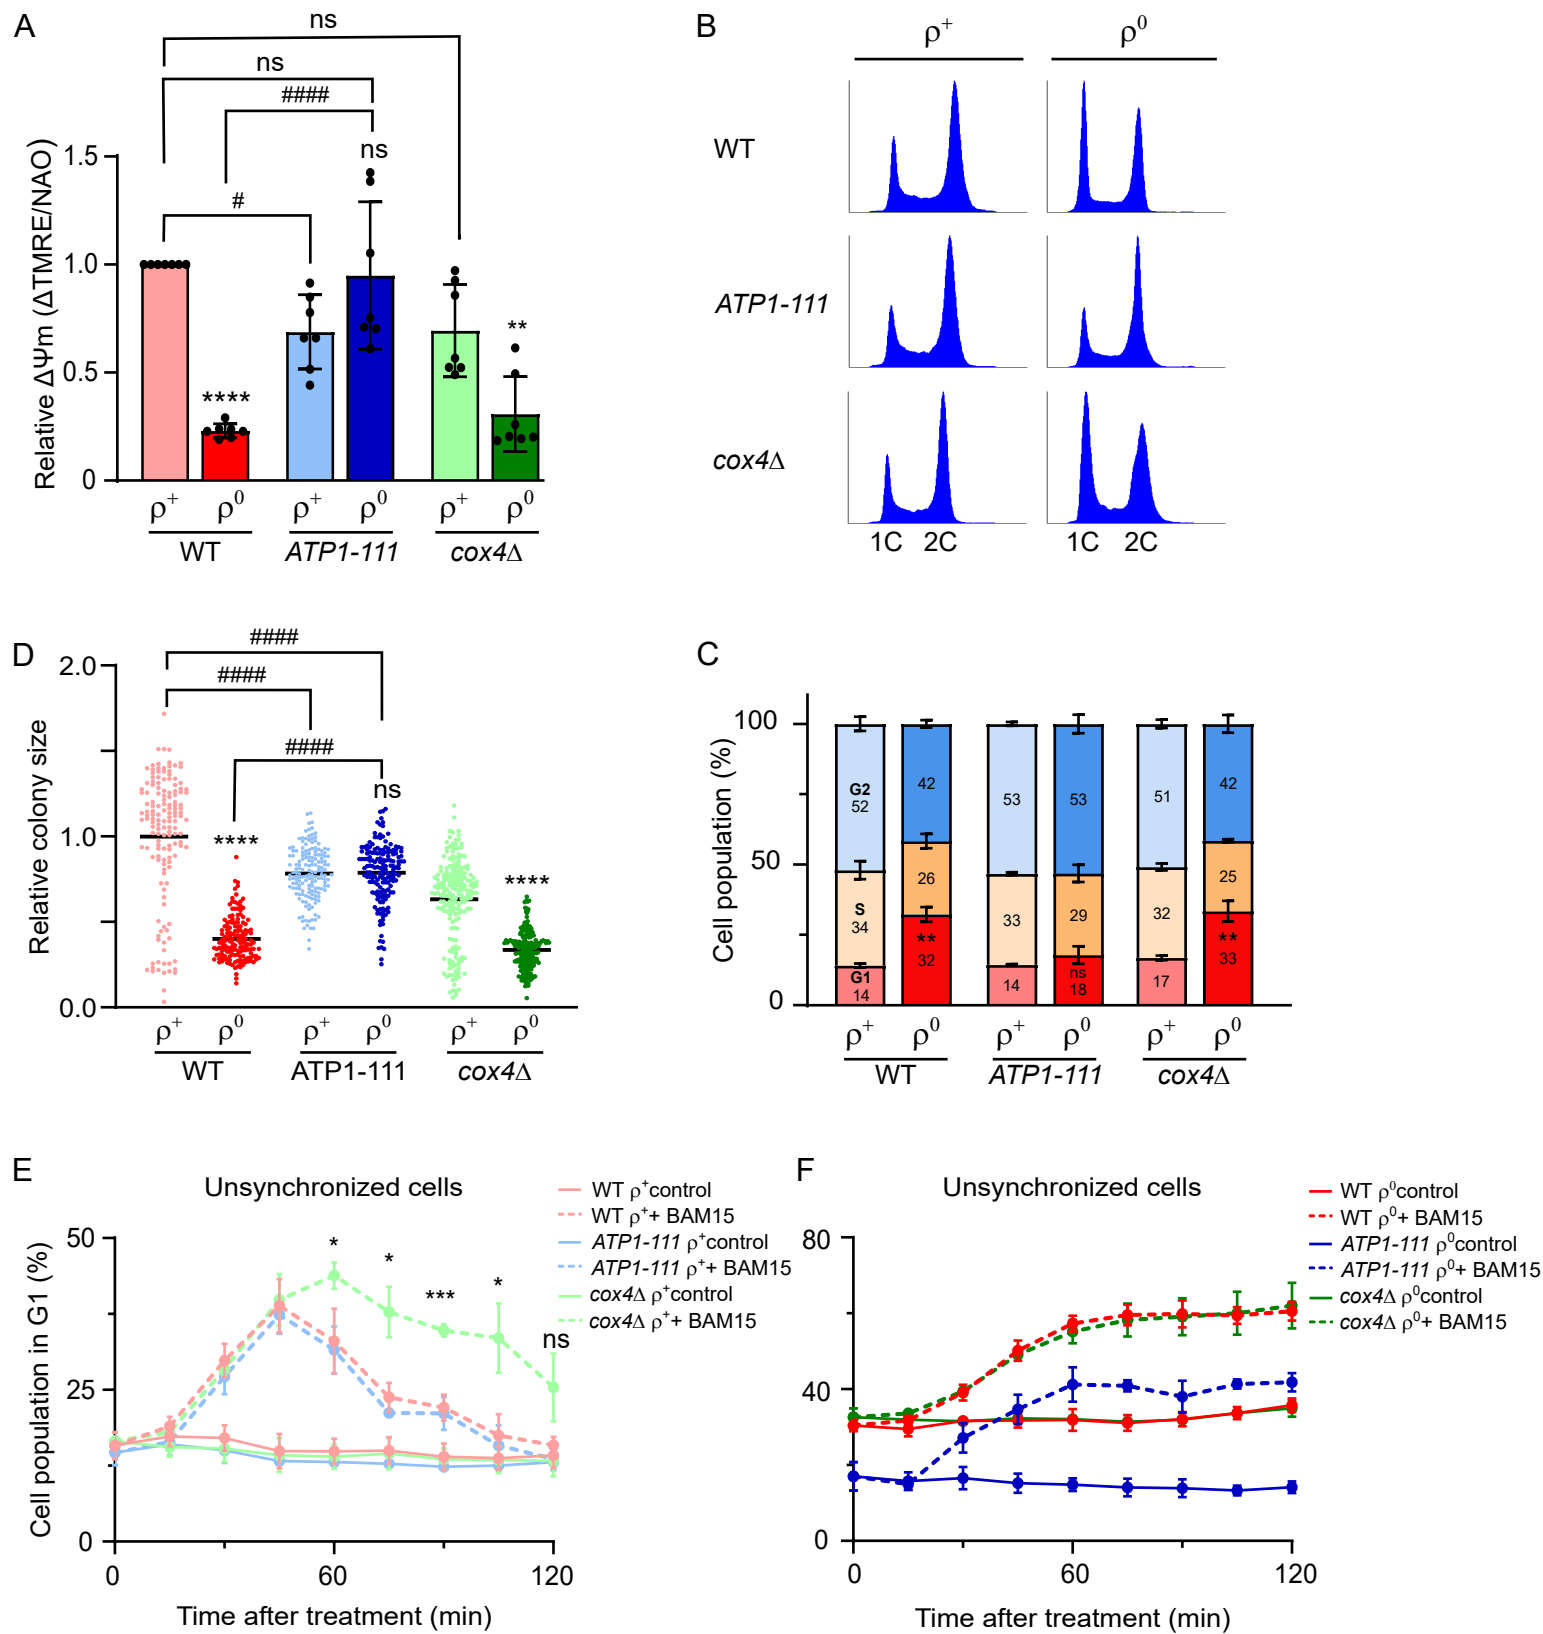 A
ns
ns
####
ns
#
****
**
Relative ΔΨm (ΔTMRE/NAO)
1.5
1.0
0.5
0
ρ+ ρ0 ρ+ ρ0 ρ+ ρ0
WT ATP1-111 cox4Δ
B
ρ+ ρ0
WT
ATP1-111
cox4Δ
1C 2C 1C 2C
D
####
####
####
ns
****
****
Relative colony size
2.0
1.0
0.0
ρ+ ρ0 ρ+ ρ0 ρ+ ρ0
WT ATP1-111 cox4Δ
C
Cell population (%)
100
50
0
G2
52 42 53 53 51 42
S
34 26 33 29 32 25
G1
14
**
32
14
ns
18
17
**
33
ρ+ ρ0 ρ+ ρ0 ρ+ ρ0
WT ATP1-111 cox4Δ
E
Unsynchronized cells
WT ρ+control
WT ρ++ BAM15
ATP1-111 ρ+control
ATP1-111 ρ++ BAM15
cox4Δ ρ+control
cox4Δ ρ++ BAM15
* * *** * ns
Cell population in G1 (%)
50
25
0
0 60 120
Time after treatment (min)
F
Unsynchronized cells
WT ρ0control
WT ρ0+ BAM15
ATP1-111 ρ0control
ATP1-111 ρ0+ BAM15
cox4Δ ρ0control
cox4Δ ρ0+ BAM15
80
40
0
0 60 120
Time after treatment (min)